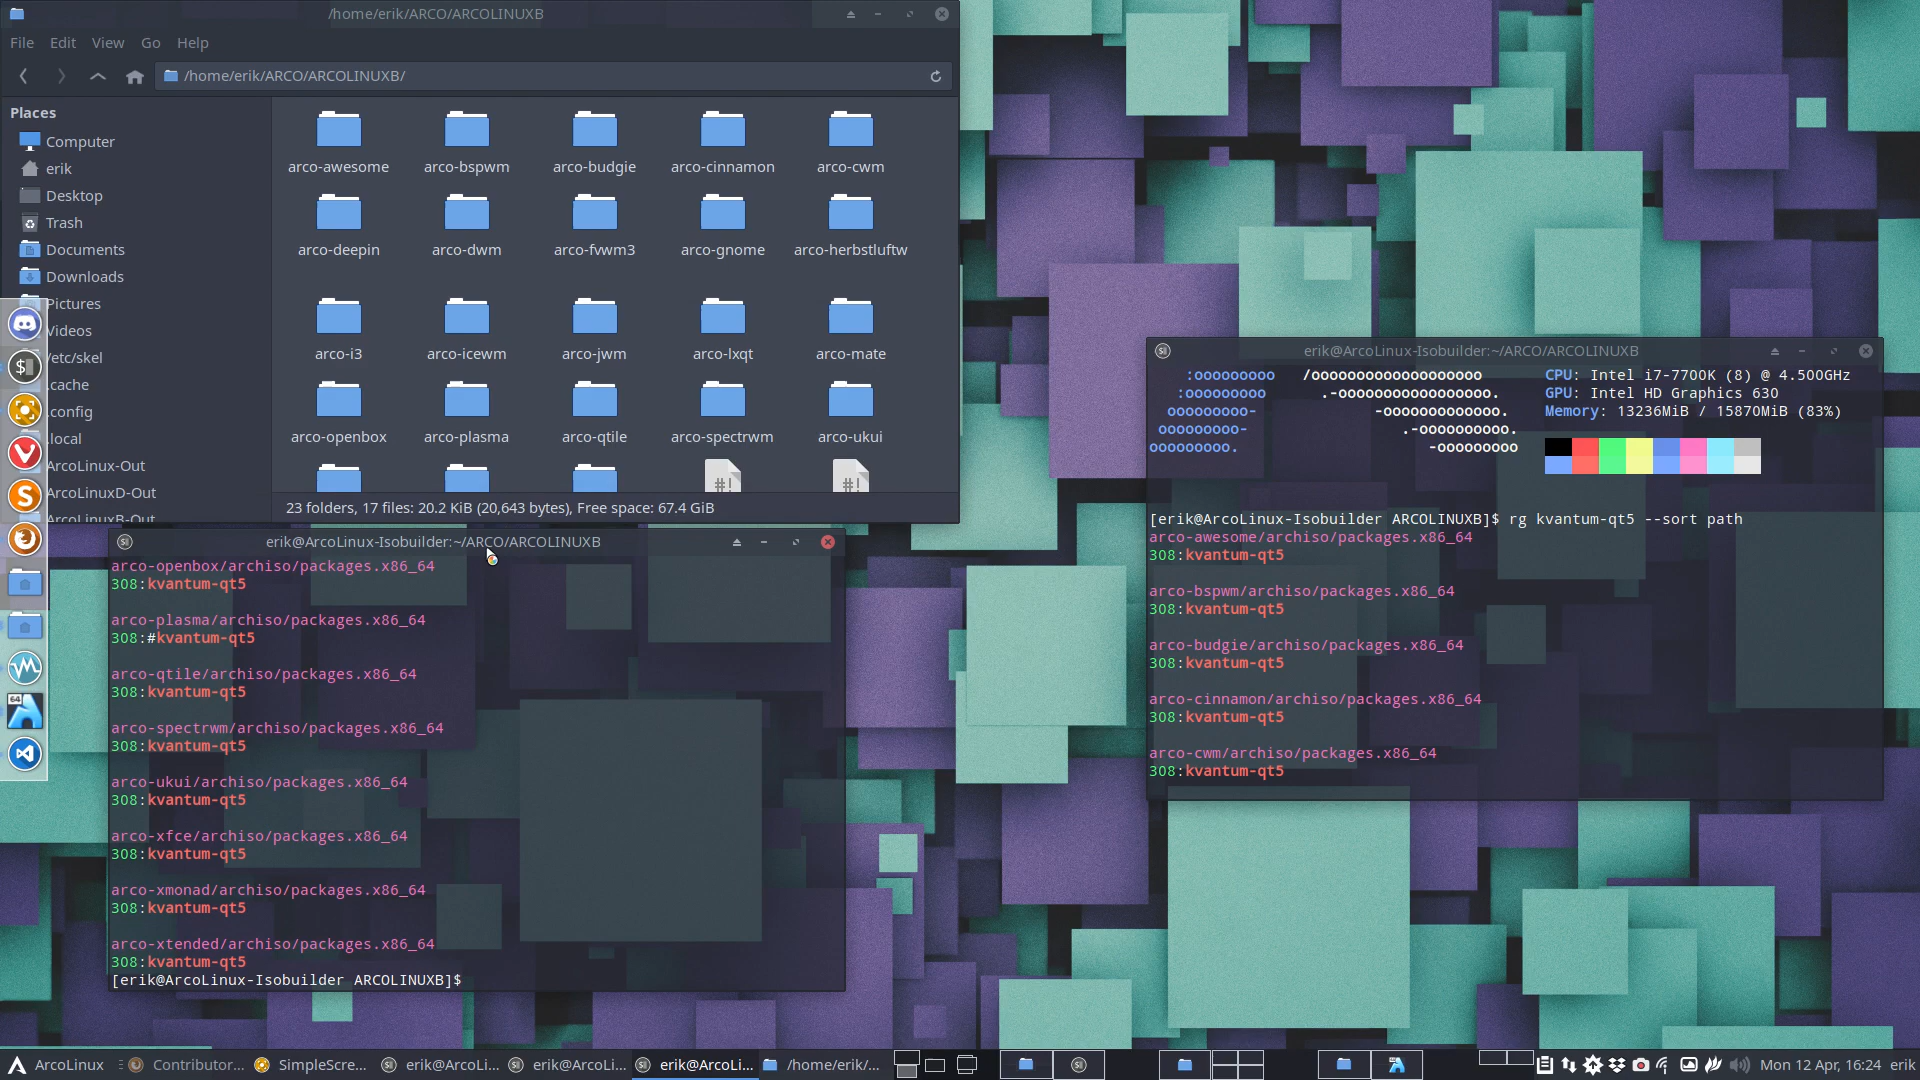 /home/erik/ARCO/ARCOLINUXB
File Edit View Go Help
/home/erik/ARCO/ARCOLINUXB/
Places
Computer
erik
Desktop
Trash
Documents
Downloads
Pictures
Videos
/etc/skel
.cache
.config
.local
ArcoLinux-Out
ArcoLinuxD-Out
ArcoLinuxB-Out
arco-awesome arco-bspwm arco-budgie arco-cinnamon arco-cwm
arco-deepin arco-dwm arco-fvwm3 arco-gnome arco-herbstluftw
arco-i3 arco-icewm arco-jwm arco-lxqt arco-mate
arco-openbox arco-plasma arco-qtile arco-spectrwm arco-ukui
#! #!
23 folders, 17 files: 20.2 KiB (20,643 bytes), Free space: 67.4 GiB
erik@ArcoLinux-Isobuilder:~/ARCO/ARCOLINUXB
arco-openbox/archiso/packages.x86_64
308:kvantum-qt5
arco-plasma/archiso/packages.x86_64
308:#kvantum-qt5
arco-qtile/archiso/packages.x86_64
308:kvantum-qt5
arco-spectrwm/archiso/packages.x86_64
308:kvantum-qt5
arco-ukui/archiso/packages.x86_64
308:kvantum-qt5
arco-xfce/archiso/packages.x86_64
308:kvantum-qt5
arco-xmonad/archiso/packages.x86_64
308:kvantum-qt5
arco-xtended/archiso/packages.x86_64
308:kvantum-qt5
[erik@ArcoLinux-Isobuilder ARCOLINUXB]$
erik@ArcoLinux-Isobuilder:~/ARCO/ARCOLINUXB
:ooooooooo /ooooooooooooooooooo CPU: Intel i7-7700K (8) @ 4.500GHz
:ooooooooo .-oooooooooooooooo. GPU: Intel HD Graphics 630
ooooooooo- -ooooooooooooo. Memory: 13236MiB / 15870MiB (83%)
ooooooooo- .-oooooooooo.
ooooooooo. -ooooooooo
[erik@ArcoLinux-Isobuilder ARCOLINUXB]$ rg kvantum-qt5 --sort path
arco-awesome/archiso/packages.x86_64
308:kvantum-qt5
arco-bspwm/archiso/packages.x86_64
308:kvantum-qt5
arco-budgie/archiso/packages.x86_64
308:kvantum-qt5
arco-cinnamon/archiso/packages.x86_64
308:kvantum-qt5
arco-cwm/archiso/packages.x86_64
308:kvantum-qt5
ArcoLinux Contributor... SimpleScre... erik@ArcoLi... erik@ArcoLi... erik@ArcoLi... /home/erik/... Mon 12 Apr, 16:24 erik